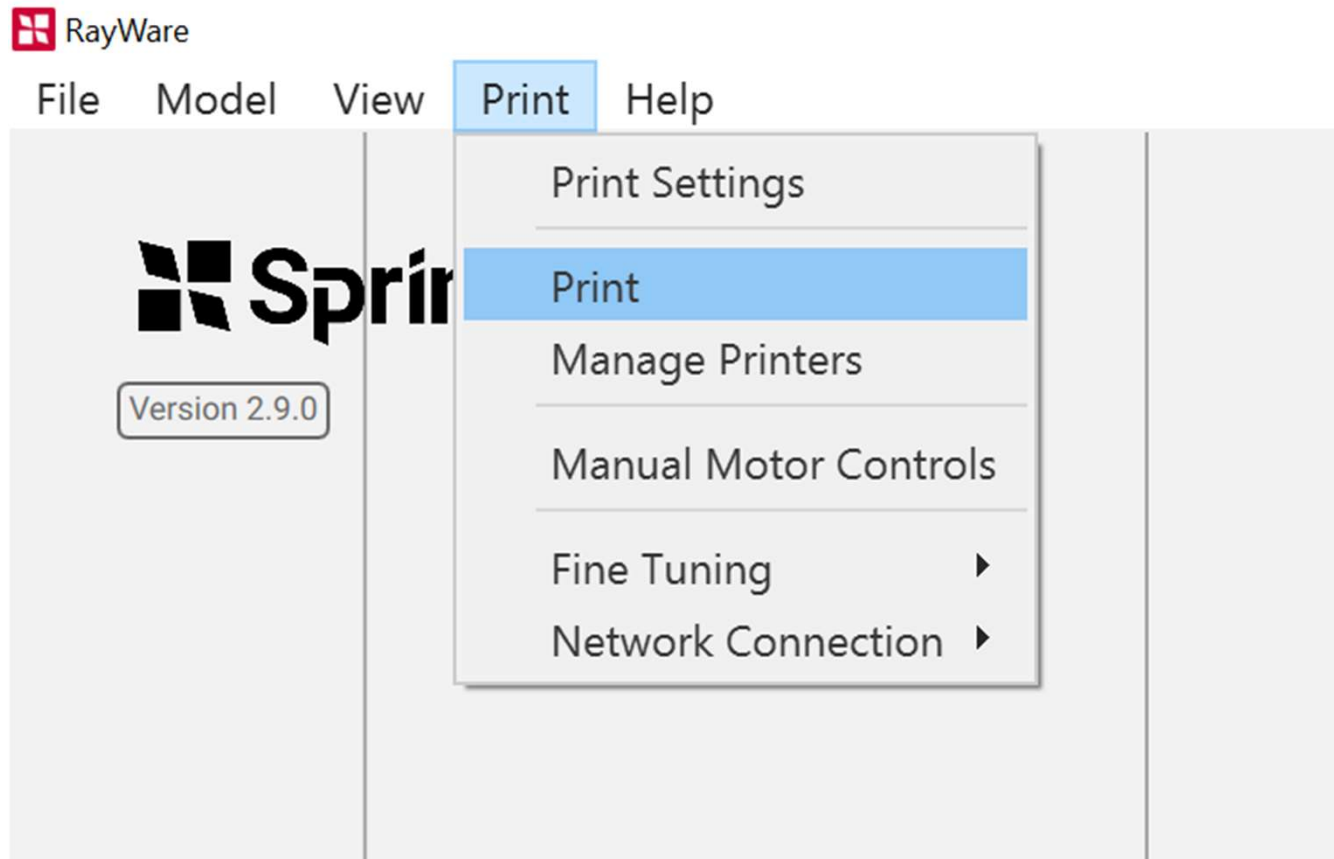 RayWare
File Model View Print Help
Print Settings
Print
Manage Printers
Manual Motor Controls
Fine Tuning
Network Connection
Version 2.9.0